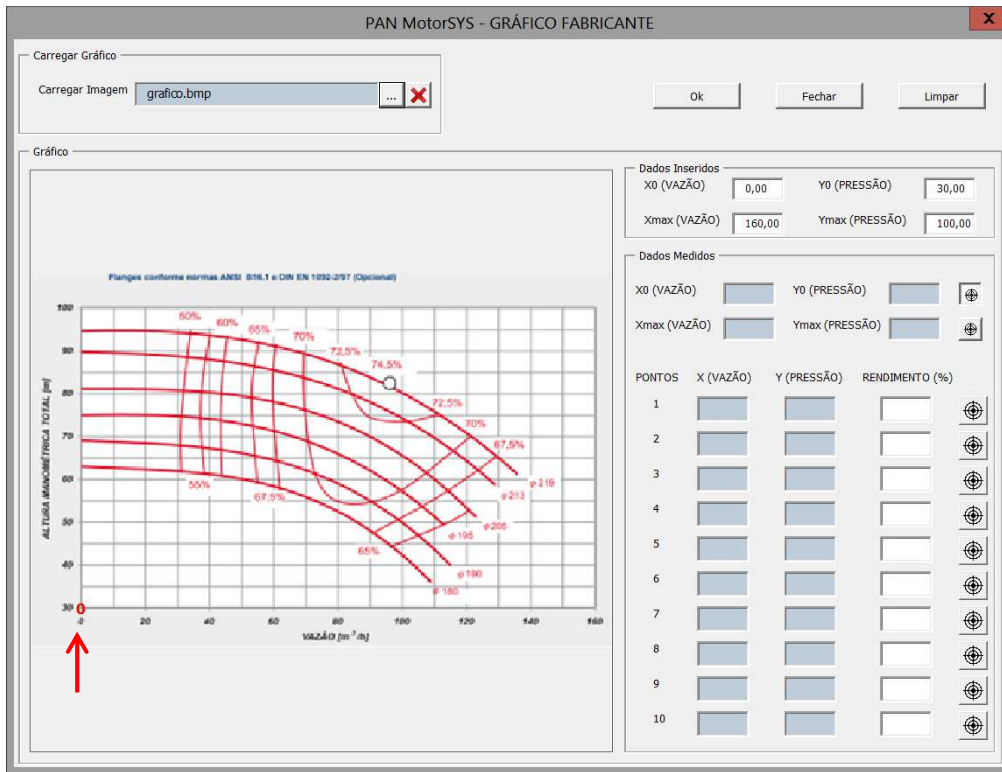 PAN MotorSYS - GRÁFICO FABRICANTE
X
Carregar Gráfico
Carregar Imagem grafico.bmp ...
Ok Fechar Limpar
Gráfico
Flanges conforme normas ANSI B16.1 e DIN EN 1092-2/97 (Opcional)
ALTURA MANOMÉTRICA TOTAL [m]
100
90
80
70
60
50
40
30
0
0 20 40 60 80 100 120 140 160
VAZÃO [m³/h]
50%
60%
65%
70%
72,5%
74,5%
72,5%
70%
67,5%
55%
67,5%
65%
ϕ 219
ϕ 213
ϕ 205
ϕ 195
ϕ 190
ϕ 180
Dados Inseridos
X0 (VAZÃO) 0,00 Y0 (PRESSÃO) 30,00
Xmax (VAZÃO) 160,00 Ymax (PRESSÃO) 100,00
Dados Medidos
X0 (VAZÃO) Y0 (PRESSÃO)
Xmax (VAZÃO) Ymax (PRESSÃO)
PONTOS X (VAZÃO) Y (PRESSÃO) RENDIMENTO (%)
1
2
3
4
5
6
7
8
9
10